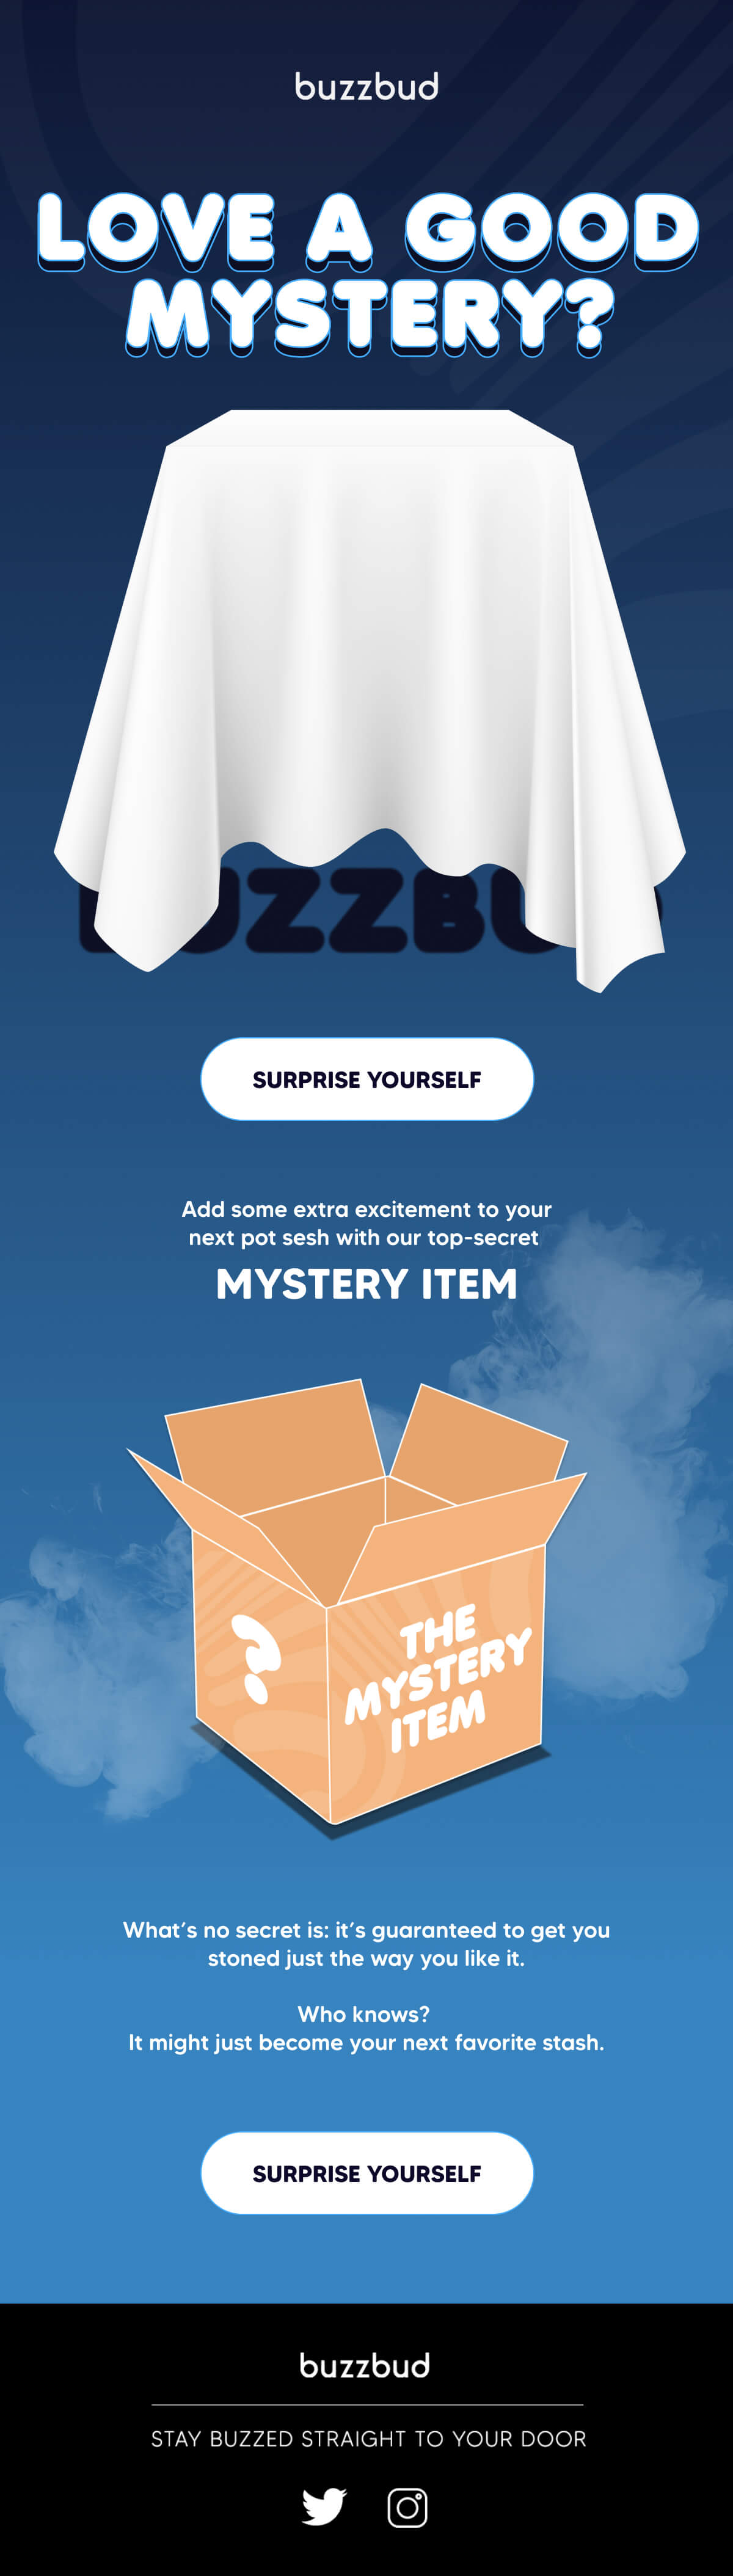 buzzbud
LOVE A GOOD
MYSTERY?
BUZZBUD
SURPRISE YOURSELF
Add some extra excitement to your
next pot sesh with our top-secret
MYSTERY ITEM
?
THE
MYSTERY
ITEM
What's no secret is: it's guaranteed to get you
stoned just the way you like it.
Who knows?
It might just become your next favorite stash.
SURPRISE YOURSELF
buzzbud
STAY BUZZED STRAIGHT TO YOUR DOOR